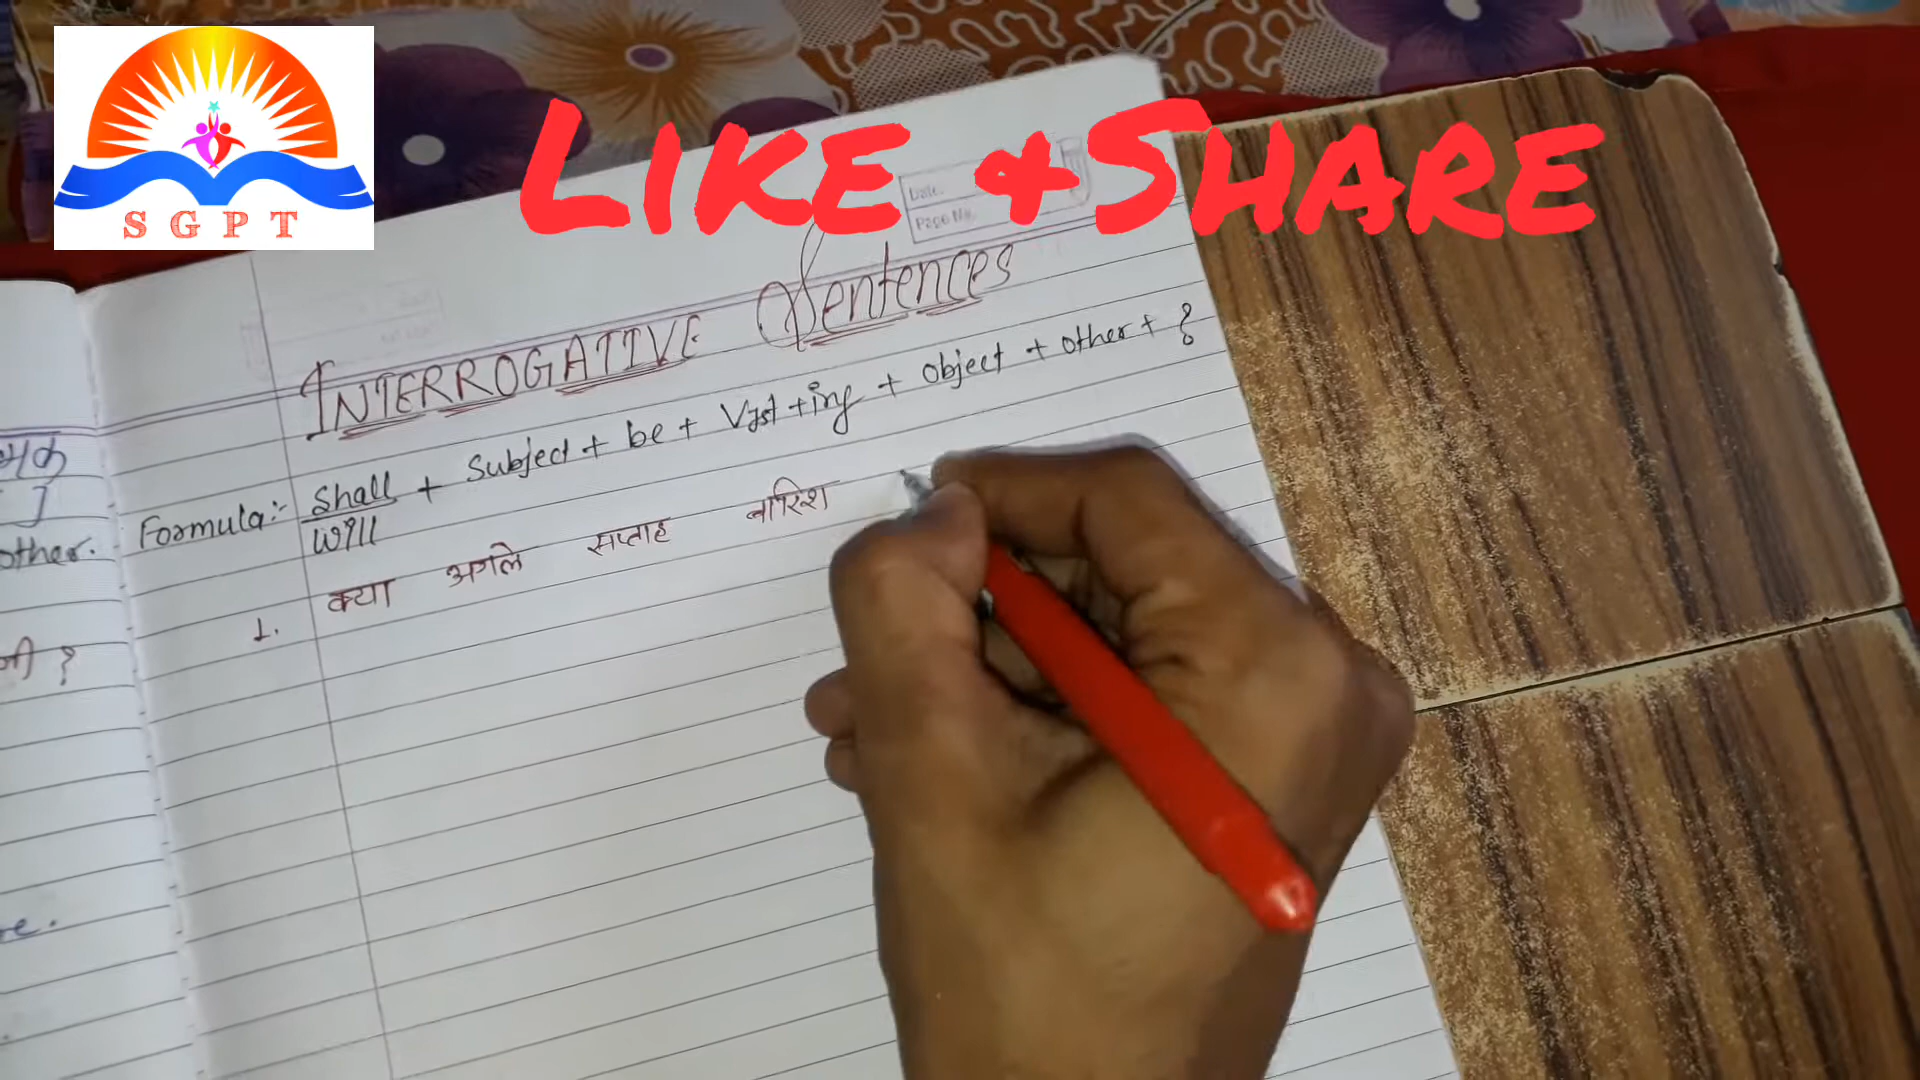 SGPT
LIKE & SHARE
Date.
Page No.
INTERROGATIVE Sentences
Formula:- Shall + Subject + be + V1st + ing + object + other + ?
Will
1. क्या अगले सप्ताह बारिश
other.
?